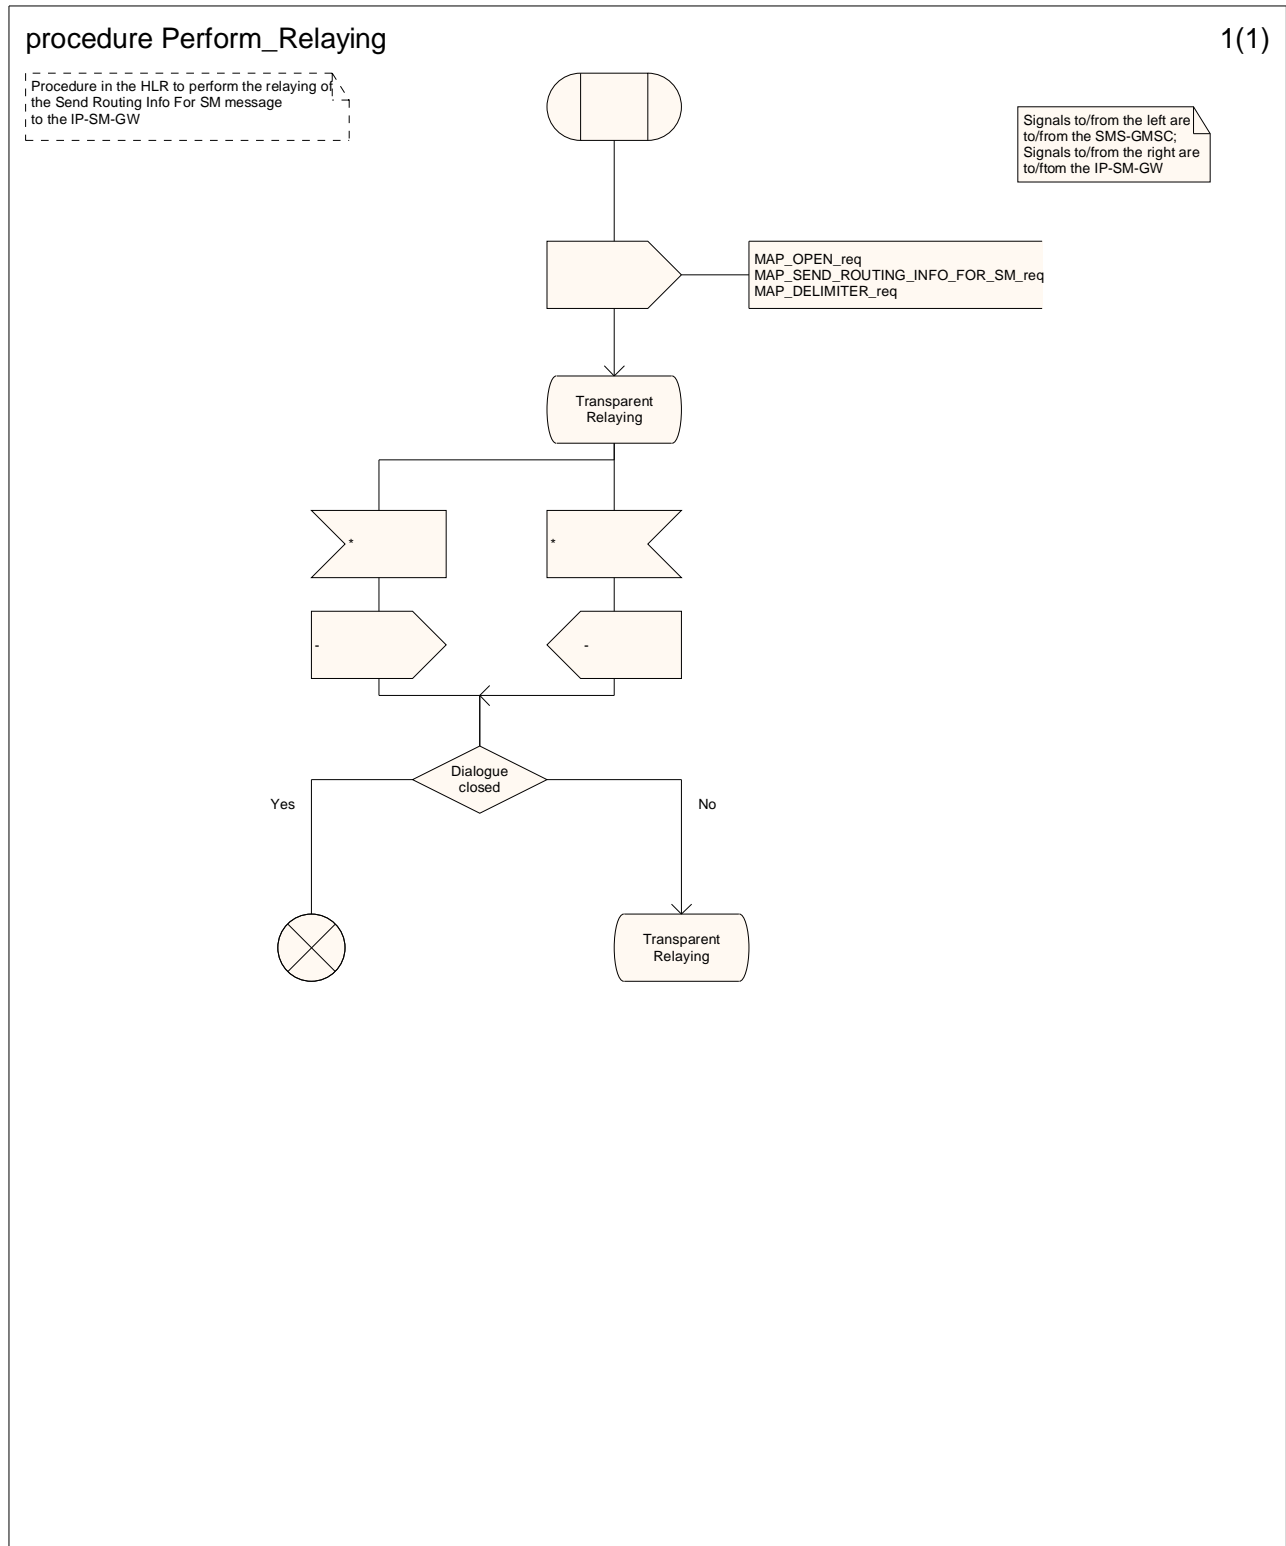 procedure Perform_Relaying
1(1)
Procedure in the HLR to perform the relaying of
the Send Routing Info For SM message
to the IP-SM-GW
Signals to/from the left are
to/from the SMS-GMSC;
Signals to/from the right are
to/ftom the IP-SM-GW
MAP_OPEN_req
MAP_SEND_ROUTING_INFO_FOR_SM_req
MAP_DELIMITER_req
Transparent
Relaying
*
*
-
-
Dialogue
closed
Yes
No
Transparent
Relaying